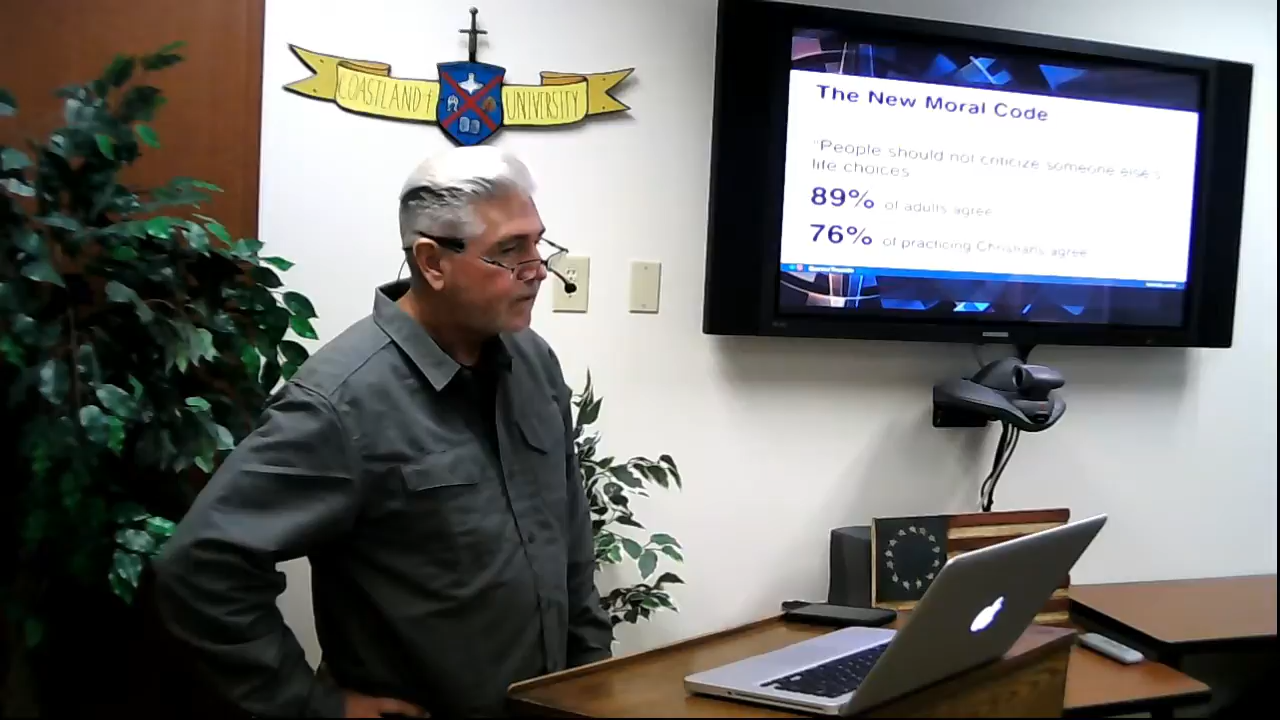 COASTLAND UNIVERSITY
The New Moral Code
"People should not criticize someone else's
life choices
89% of adults agree
76% of practicing Christians agree